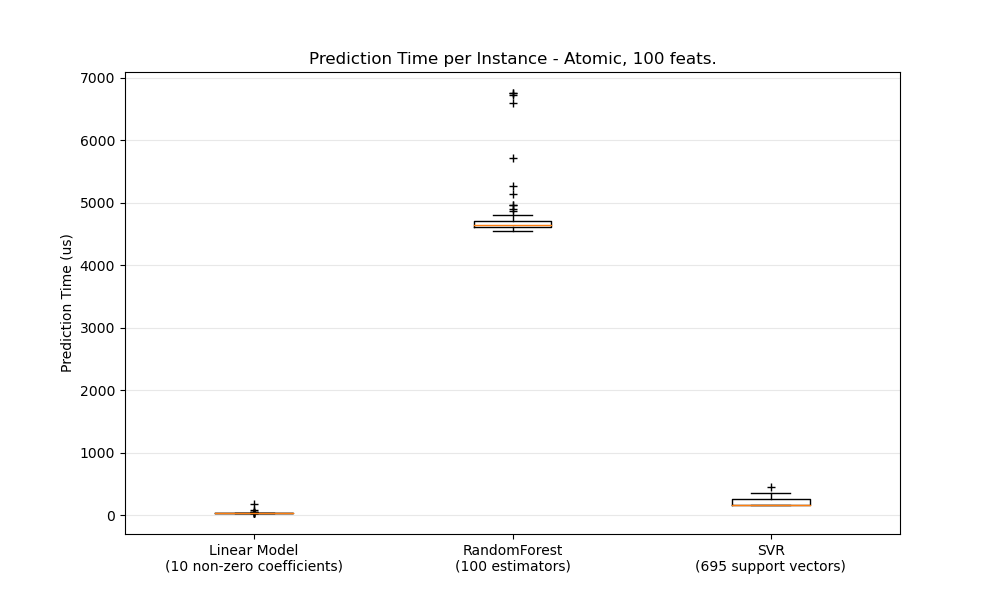 Prediction Time per Instance - Atomic, 100 feats.
Prediction Time (us)
7000
6000
5000
4000
3000
2000
1000
0
Linear Model
(10 non-zero coefficients)
RandomForest
(100 estimators)
SVR
(695 support vectors)